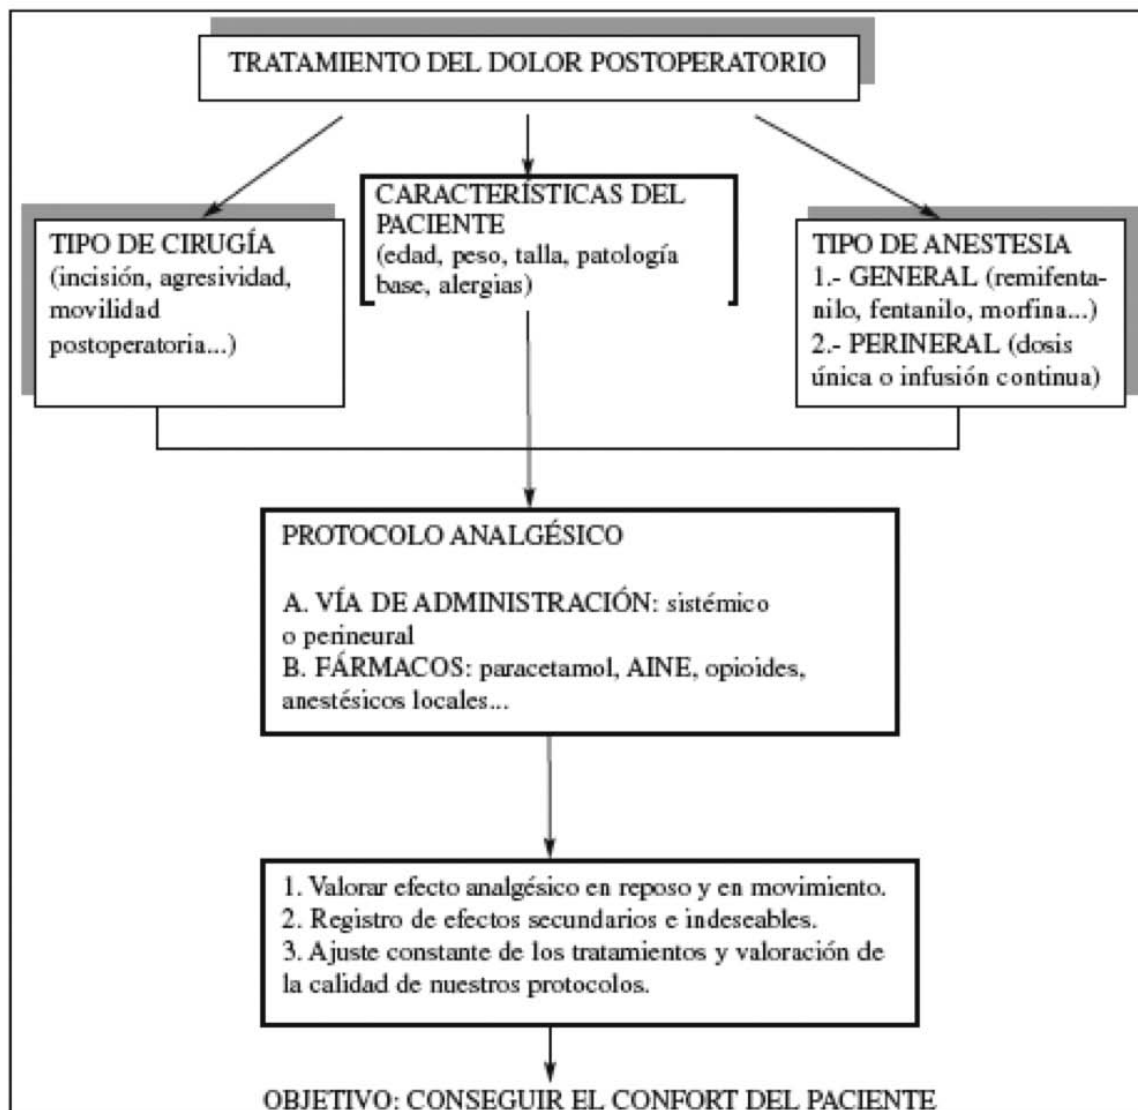 TRATAMIENTO DEL DOLOR POSTOPERATORIO
TIPO DE CIRUGÍA
(incisión, agresividad,
movilidad
postoperatoria...)
CARACTERÍSTICAS DEL
PACIENTE
(edad, peso, talla, patología
base, alergias)
TIPO DE ANESTESIA
1.- GENERAL (remifenta-
nilo, fentanilo, morfina...)
2.- PERINERAL (dosis
única o infusión continua)
PROTOCOLO ANALGÉSICO
A. VÍA DE ADMINISTRACIÓN: sistémico
o perineural
B. FÁRMACOS: paracetamol, AINE, opioides,
anestésicos locales...
1. Valorar efecto analgésico en reposo y en movimiento.
2. Registro de efectos secundarios e indeseables.
3. Ajuste constante de los tratamientos y valoración de
la calidad de nuestros protocolos.
OBJETIVO: CONSEGUIR EL CONFORT DEL PACIENTE